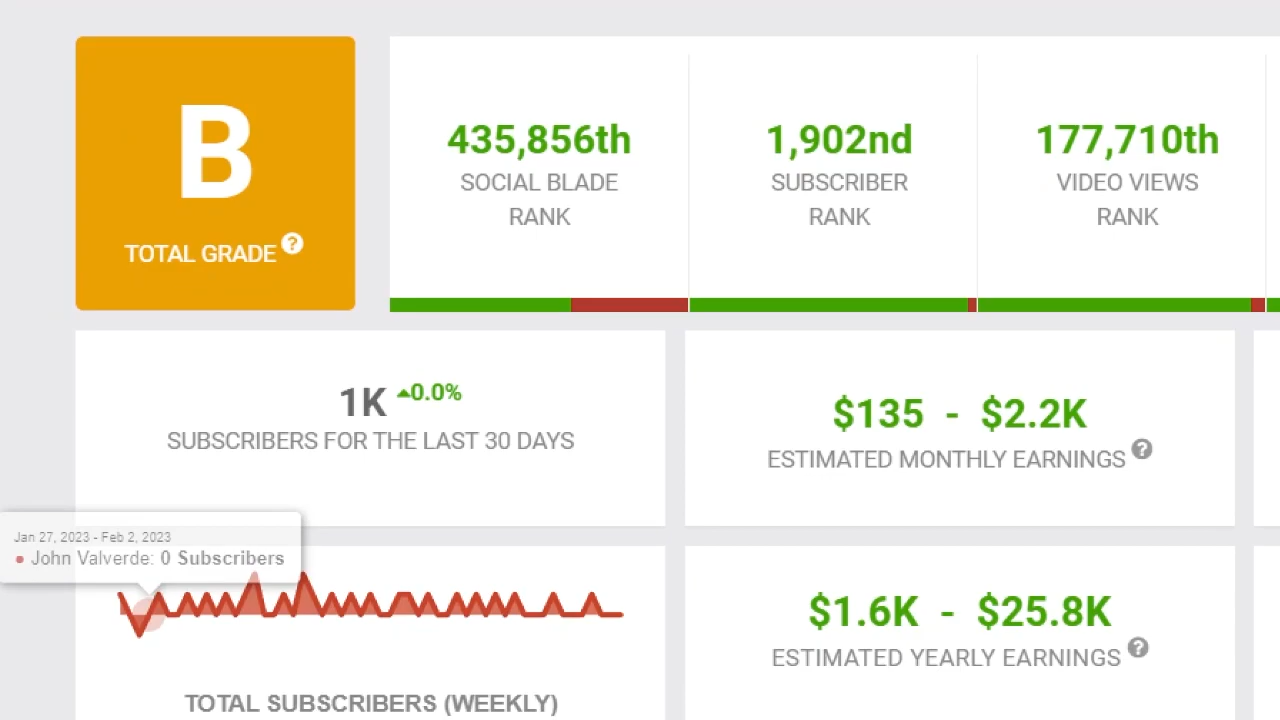 B
TOTAL GRADE ?
435,856th
SOCIAL BLADE
RANK
1,902nd
SUBSCRIBER
RANK
177,710th
VIDEO VIEWS
RANK
1K 0.0%
SUBSCRIBERS FOR THE LAST 30 DAYS
$135 - $2.2K
ESTIMATED MONTHLY EARNINGS ?
Jan 27, 2023 - Feb 2, 2023
John Valverde: 0 Subscribers
TOTAL SUBSCRIBERS (WEEKLY)
$1.6K - $25.8K
ESTIMATED YEARLY EARNINGS ?